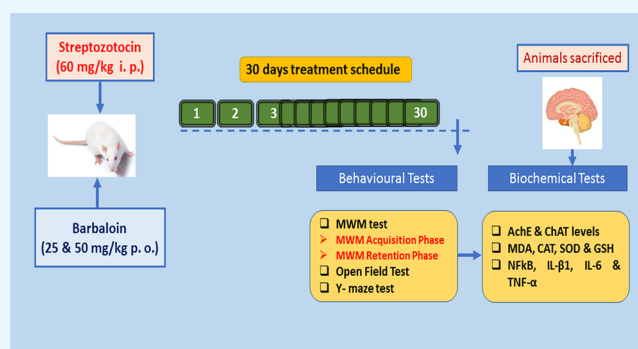 Streptozotocin
(60 mg/kg i. p.)
30 days treatment schedule
Animals sacrificed
1 2 3 30
Barbaloin
(25 & 50 mg/kg p. o.)
Behavioural Tests
MWM test
MWM Acquisition Phase
MWM Retention Phase
Open Field Test
Y- maze test
Biochemical Tests
AchE & ChAT levels
MDA, CAT, SOD & GSH
NFkB, IL-β1, IL-6 &
TNF-α